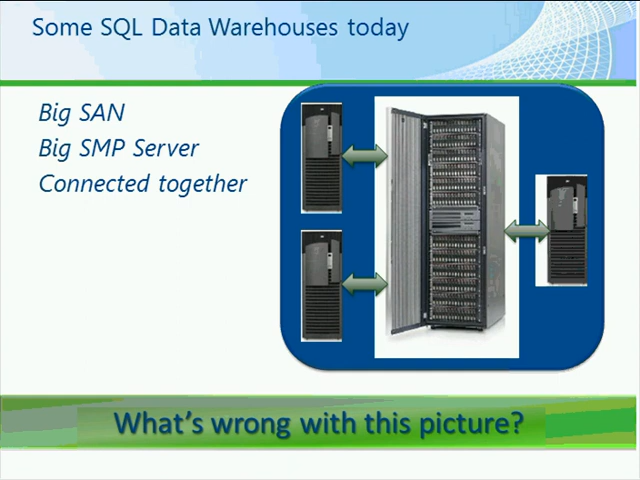 Some SQL Data Warehouses today
Big SAN
Big SMP Server
Connected together
What's wrong with this picture?